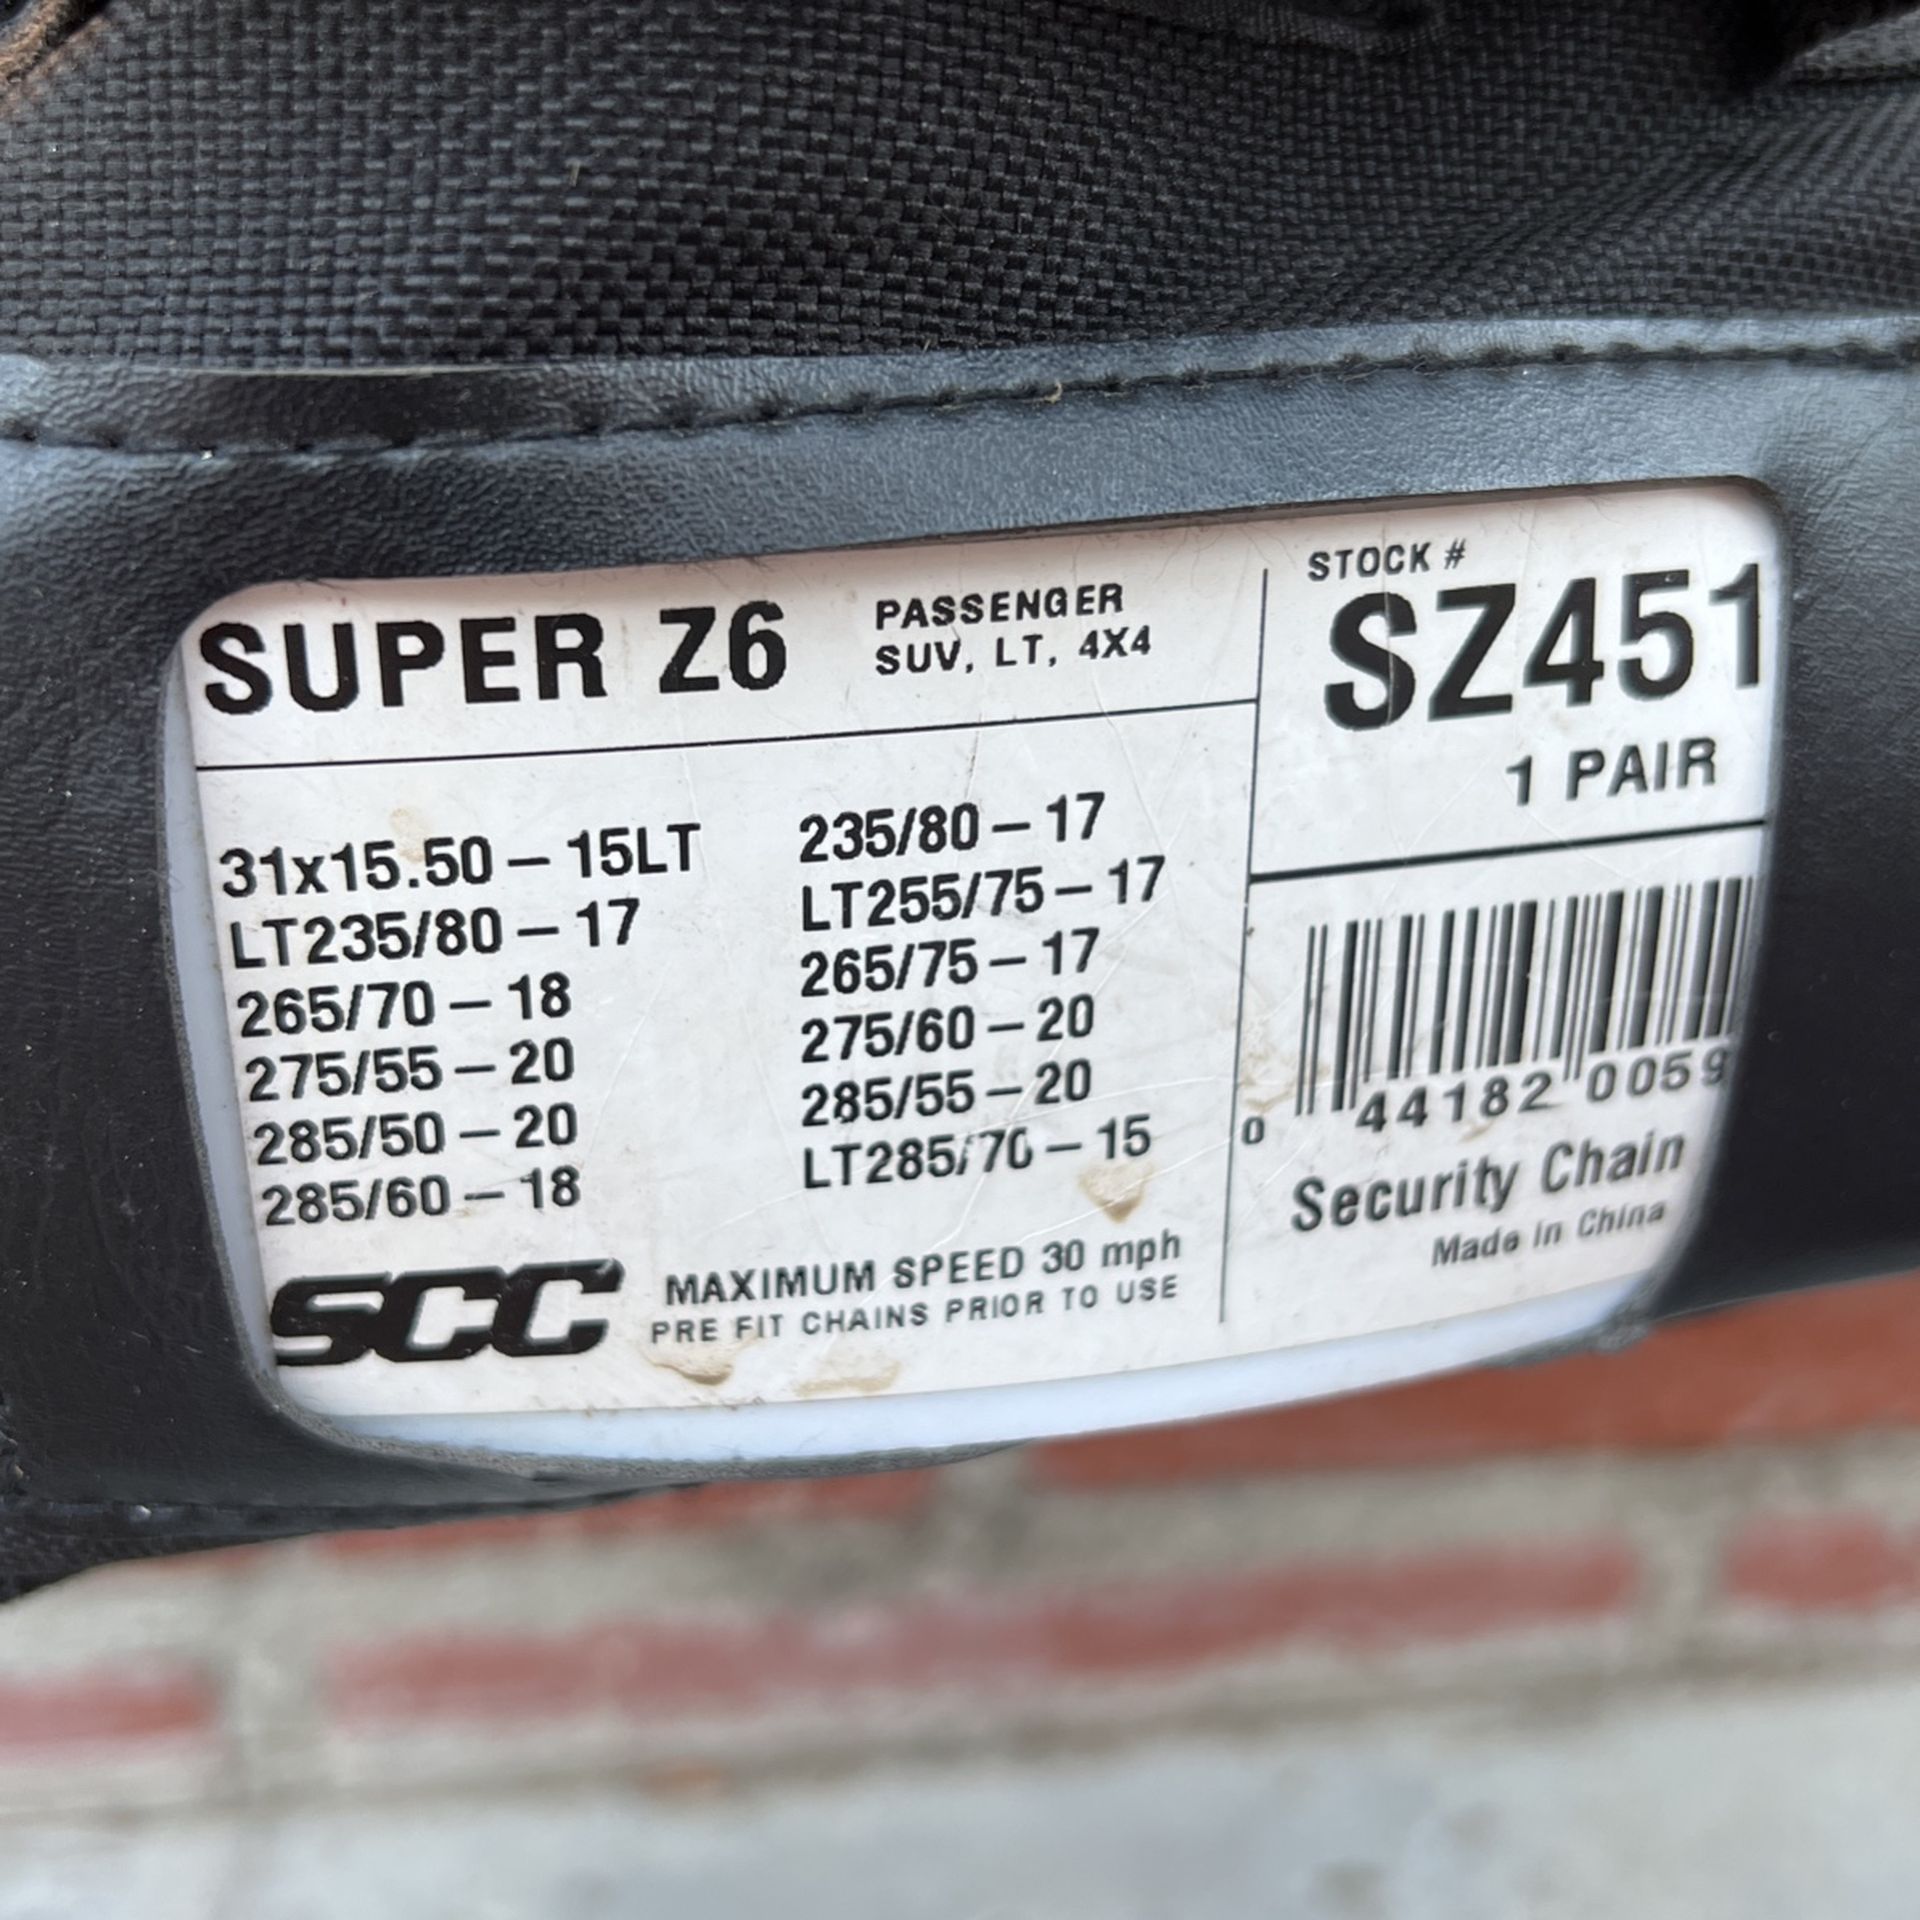 SUPER Z6
PASSENGER
SUV, LT, 4X4
STOCK #
SZ451
1 PAIR
31x15.50 – 15LT
LT235/80 – 17
265/70 – 18
275/55 – 20
285/50 – 20
285/60 – 18
235/80 – 17
LT255/75 – 17
265/75 – 17
275/60 – 20
285/55 – 20
LT285/70 – 15
SCC
MAXIMUM SPEED 30 mph
PRE FIT CHAINS PRIOR TO USE
0 44182 0059
Security Chain
Made in China